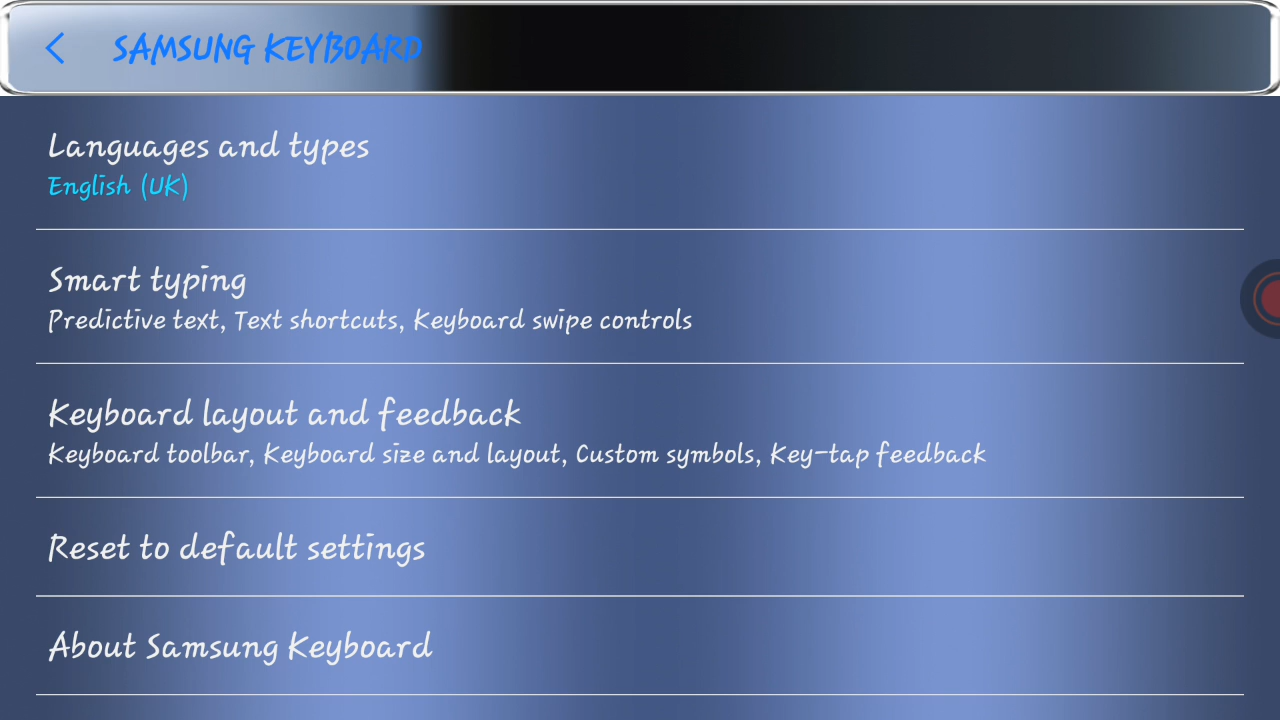 SAMSUNG KEYBOARD
Languages and types
English (UK)
Smart typing
Predictive text, Text shortcuts, Keyboard swipe controls
Keyboard layout and feedback
Keyboard toolbar, Keyboard size and layout, Custom symbols, Key-tap feedback
Reset to default settings
About Samsung Keyboard